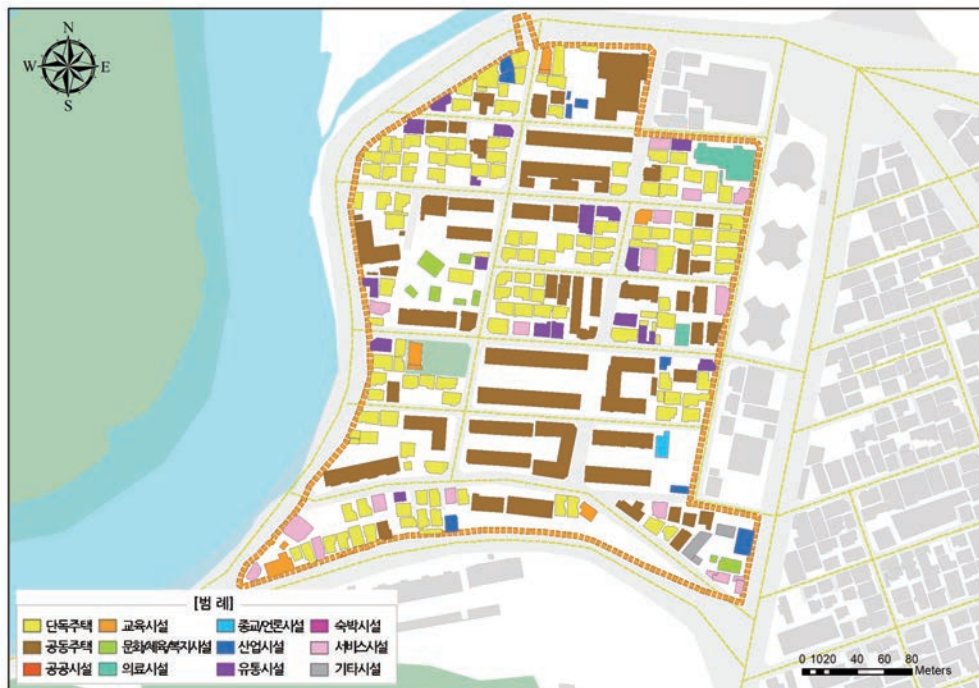 N
W E
S
[범 례]
단독주택 교육시설 종교/언론시설 숙박시설
공동주택 문화/체육/복지시설 산업시설 서비스시설
공공시설 의료시설 유통시설 기타시설
0 10 20 40 60 80
Meters